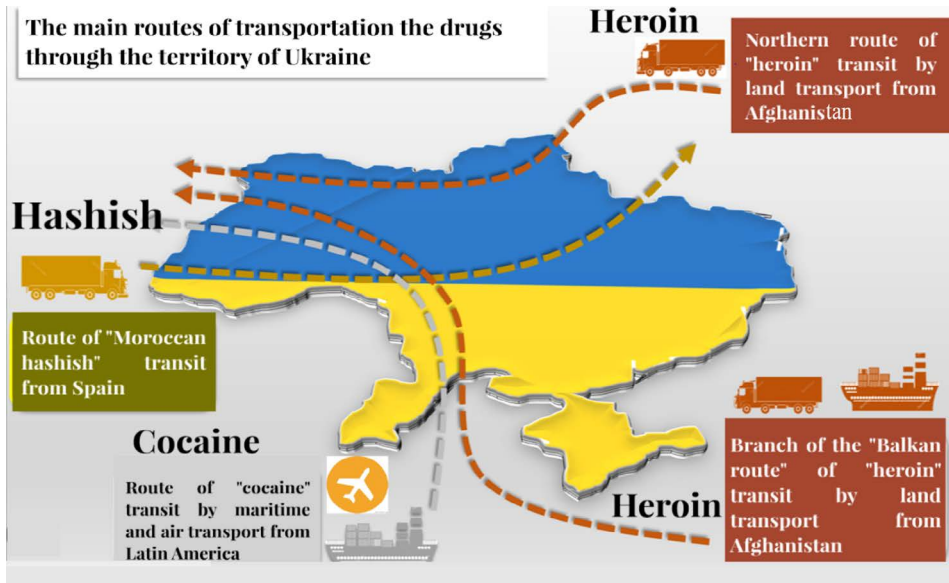 The main routes of transportation the drugs
through the territory of Ukraine
Heroin
Northern route of
"heroin" transit by
land transport from
Afghanistan
Hashish
Route of "Moroccan
hashish" transit
from Spain
Cocaine
Route of "cocaine"
transit by maritime
and air transport from
Latin America
Heroin
Branch of the "Balkan
route" of "heroin"
transit by land
transport from
Afghanistan